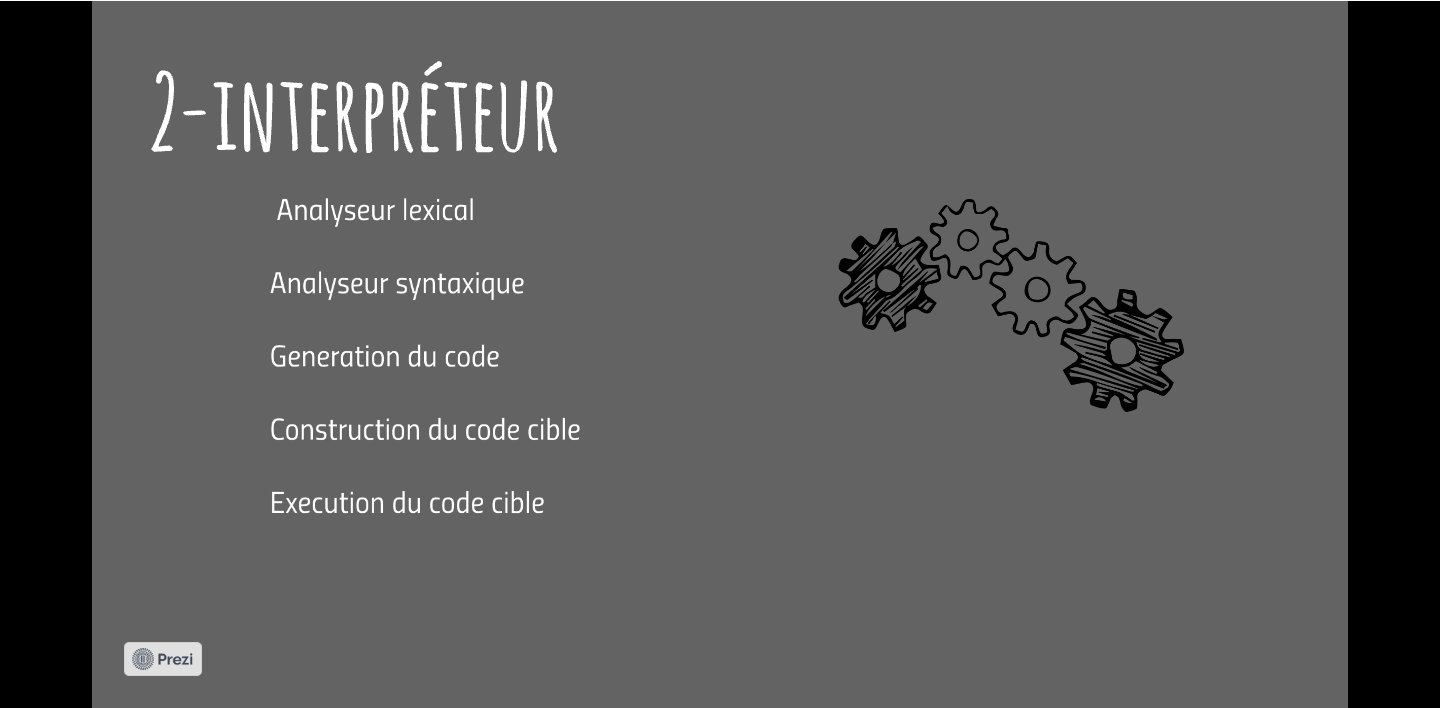 2-INTERPRÉTEUR
Analyseur lexical
Analyseur syntaxique
Generation du code
Construction du code cible
Execution du code cible
Prezi